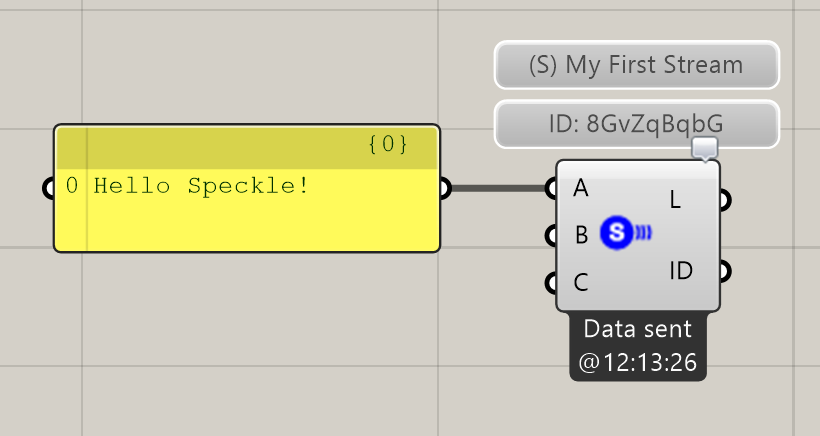 (S) My First Stream
ID: 8GvZqBqbG
{0}
0 Hello Speckle!
A
B
C
S
L
ID
Data sent
@12:13:26